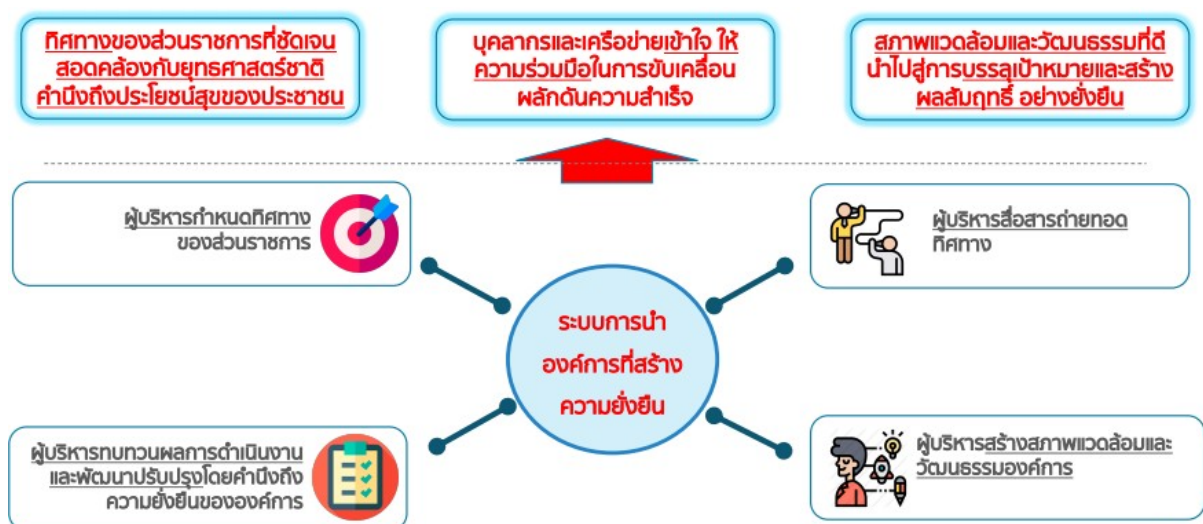 ทิศทางของส่วนราชการที่ชัดเจน
สอดคล้องกับยุทธศาสตร์ชาติ
คำนึงถึงประโยชน์สุขของประชาชน
บุคลากรและเครือข่ายเข้าใจ ให้
ความร่วมมือในการขับเคลื่อน
ผลักดันความสำเร็จ
สภาพแวดล้อมและวัฒนธรรมที่ดี
นำไปสู่การบรรลุเป้าหมายและสร้าง
ผลสัมฤทธิ์ อย่างยั่งยืน
ผู้บริหารกำหนดทิศทาง
ของส่วนราชการ
ผู้บริหารสื่อสารถ่ายทอด
ทิศทาง
ระบบการนำ
องค์การที่สร้าง
ความยั่งยืน
ผู้บริหารทบทวนผลการดำเนินงาน
และพัฒนาปรับปรุงโดยคำนึงถึง
ความยั่งยืนขององค์การ
ผู้บริหารสร้างสภาพแวดล้อมและ
วัฒนธรรมองค์การ